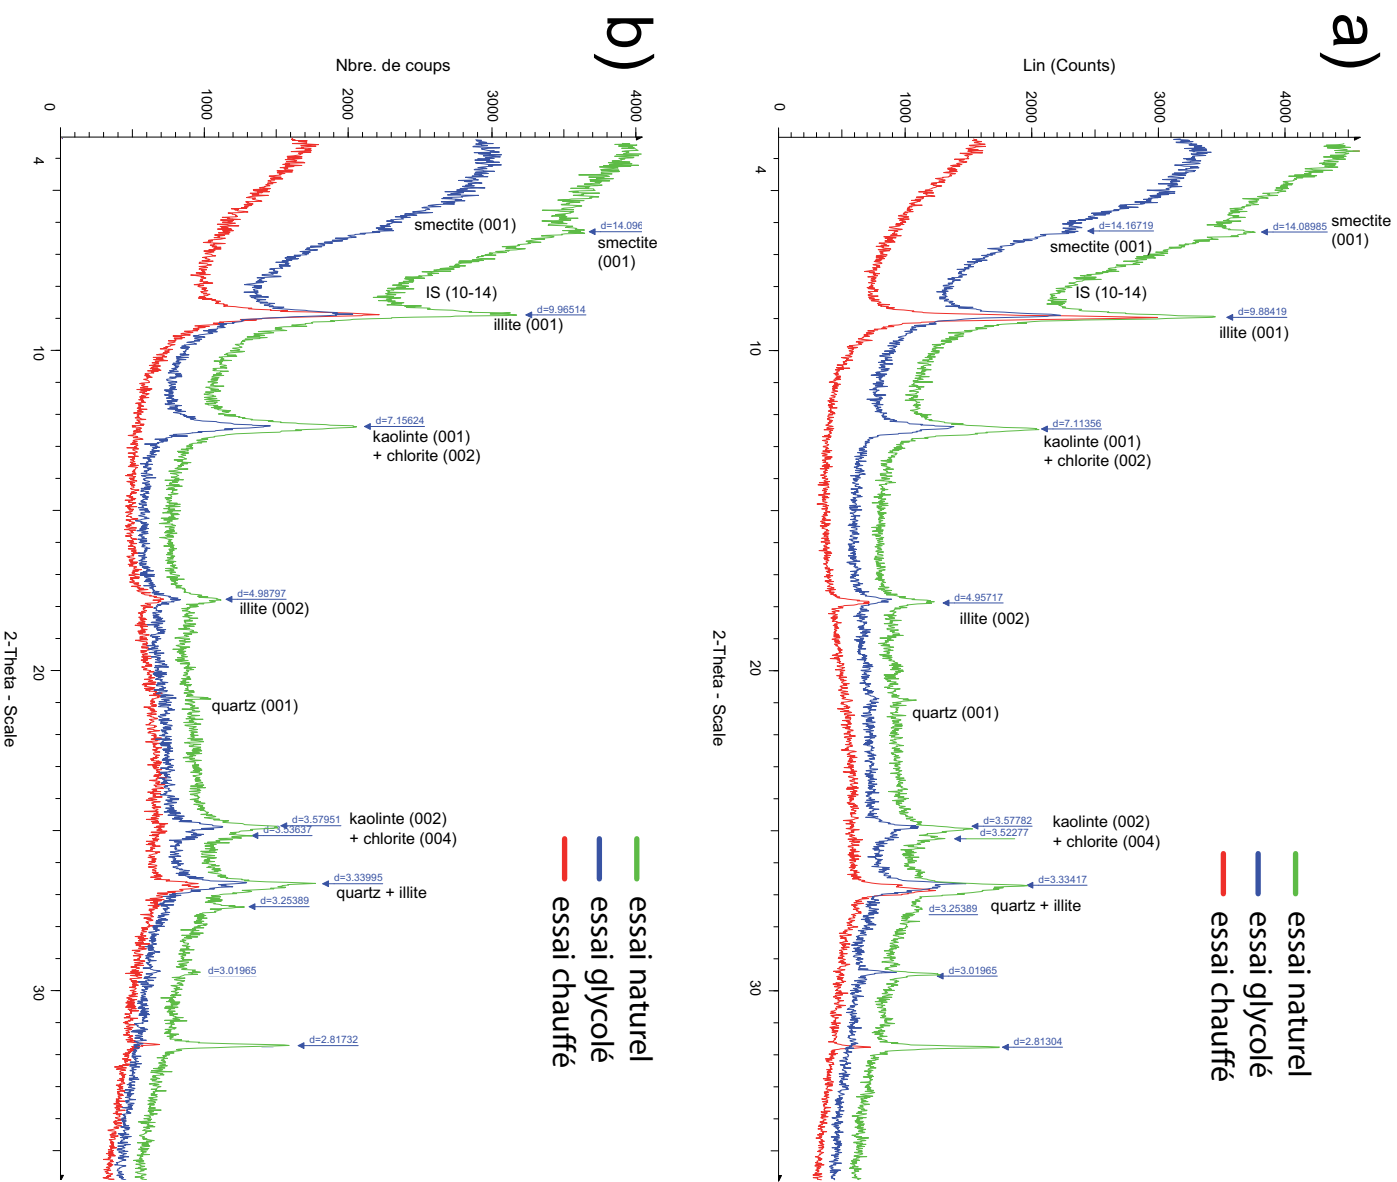 a)
Lin (Counts)
0
1000
2000
3000
4000
4
10
20
30
2-Theta - Scale
d=14.08985
smectite
(001)
d=14.16719
smectite (001)
IS (10-14)
d=9.88419
illite (001)
d=7.11356
kaolinte (001)
+ chlorite (002)
d=4.95717
illite (002)
quartz (001)
d=3.57782
d=3.52277
kaolinte (002)
+ chlorite (004)
d=3.33417
quartz + illite
d=3.25389
d=3.01965
d=2.81304
essai naturel
essai glycolé
essai chauffé
b)
Nbre. de coups
0
1000
2000
3000
4000
4
10
20
30
2-Theta - Scale
d=14.096
smectite
(001)
smectite (001)
IS (10-14)
d=9.96514
illite (001)
d=7.15624
kaolinte (001)
+ chlorite (002)
d=4.98797
illite (002)
quartz (001)
d=3.57951
d=3.53637
kaolinte (002)
+ chlorite (004)
d=3.33995
quartz + illite
d=3.25389
d=3.01965
d=2.81732
essai naturel
essai glycolé
essai chauffé